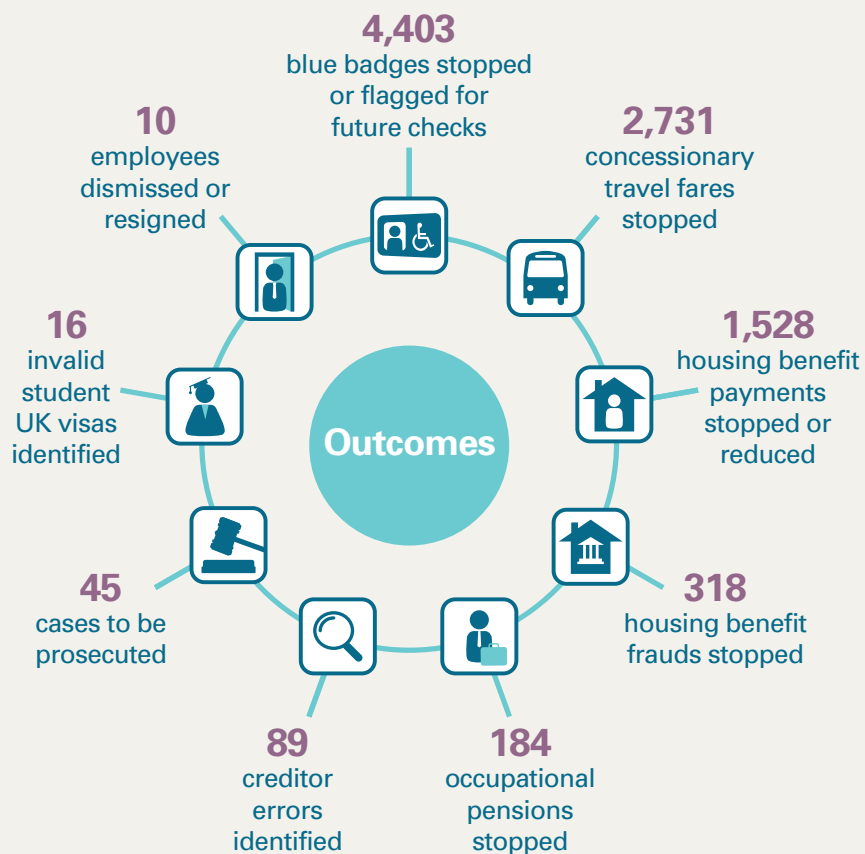 4,403
blue badges stopped
or flagged for
future checks
2,731
concessionary
travel fares
stopped
1,528
housing benefit
payments
stopped or
reduced
318
housing benefit
frauds stopped
184
occupational
pensions
stopped
89
creditor
errors
identified
45
cases to be
prosecuted
16
invalid
student
UK visas
identified
10
employees
dismissed or
resigned
Outcomes